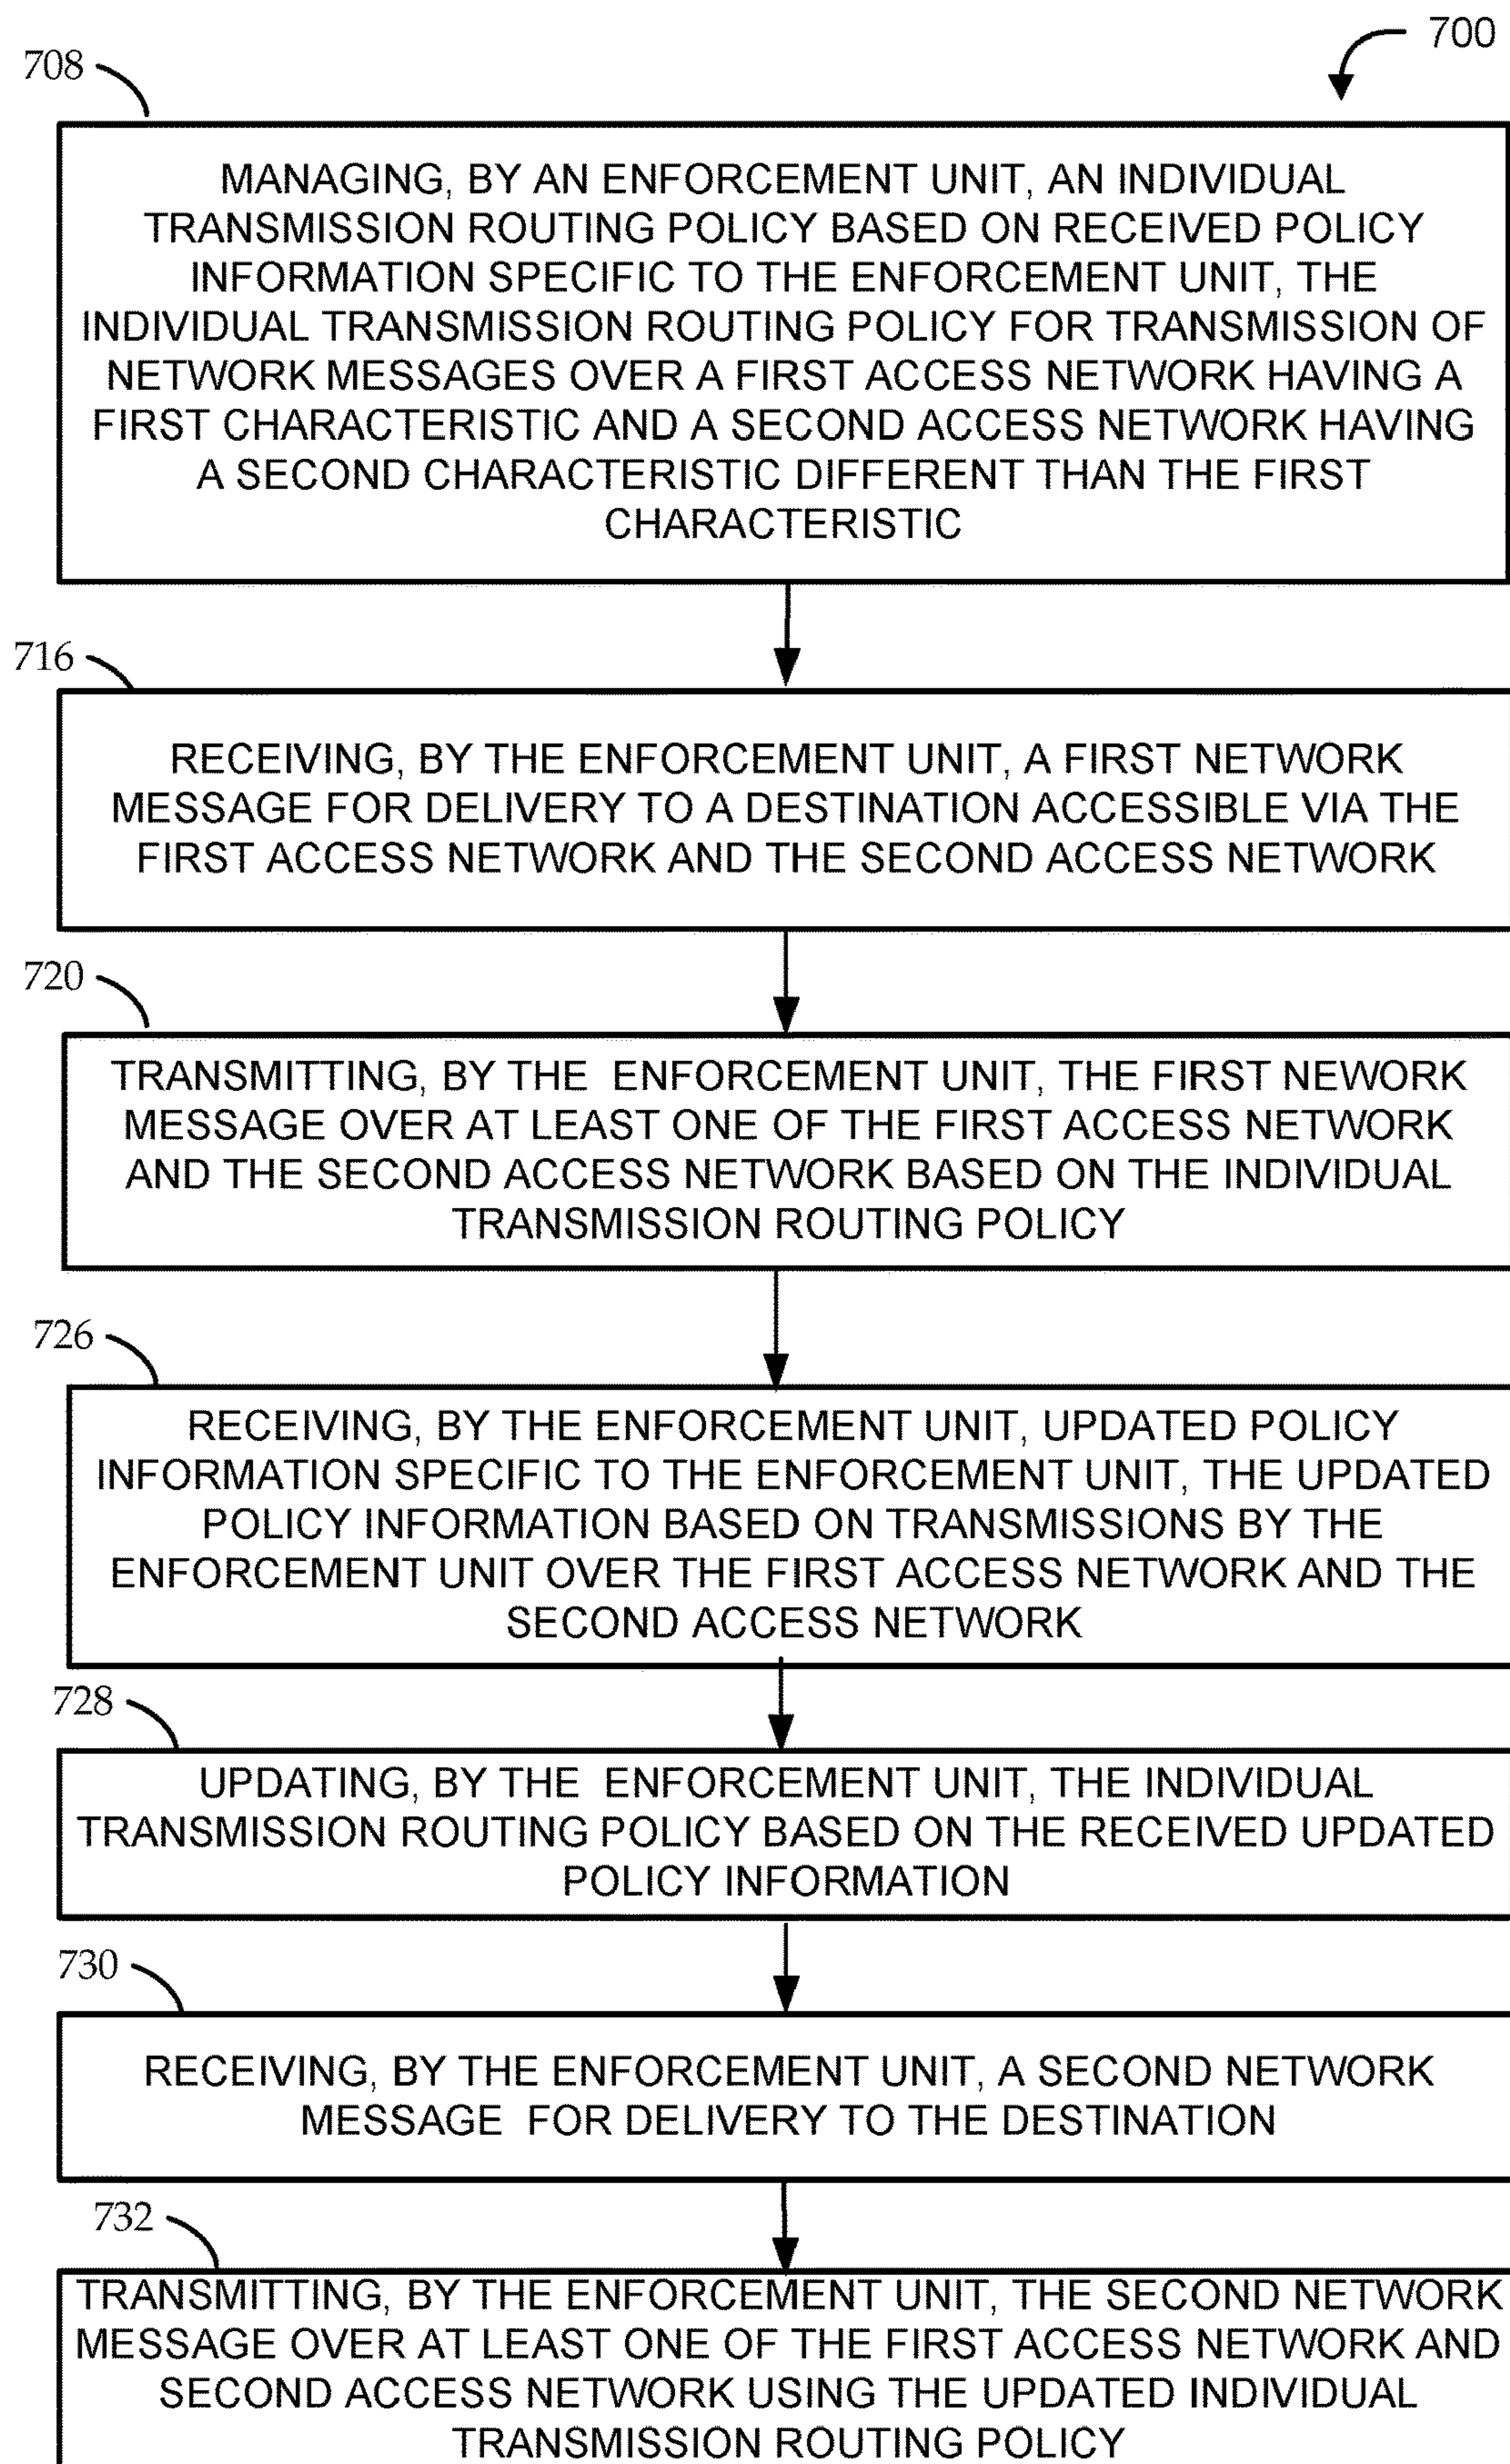 700
708
MANAGING, BY AN ENFORCEMENT UNIT, AN INDIVIDUAL
TRANSMISSION ROUTING POLICY BASED ON RECEIVED POLICY
INFORMATION SPECIFIC TO THE ENFORCEMENT UNIT, THE
INDIVIDUAL TRANSMISSION ROUTING POLICY FOR TRANSMISSION OF
NETWORK MESSAGES OVER A FIRST ACCESS NETWORK HAVING A
FIRST CHARACTERISTIC AND A SECOND ACCESS NETWORK HAVING
A SECOND CHARACTERISTIC DIFFERENT THAN THE FIRST
CHARACTERISTIC
716
RECEIVING, BY THE ENFORCEMENT UNIT, A FIRST NETWORK
MESSAGE FOR DELIVERY TO A DESTINATION ACCESSIBLE VIA THE
FIRST ACCESS NETWORK AND THE SECOND ACCESS NETWORK
720
TRANSMITTING, BY THE ENFORCEMENT UNIT, THE FIRST NEWORK
MESSAGE OVER AT LEAST ONE OF THE FIRST ACCESS NETWORK
AND THE SECOND ACCESS NETWORK BASED ON THE INDIVIDUAL
TRANSMISSION ROUTING POLICY
726
RECEIVING, BY THE ENFORCEMENT UNIT, UPDATED POLICY
INFORMATION SPECIFIC TO THE ENFORCEMENT UNIT, THE UPDATED
POLICY INFORMATION BASED ON TRANSMISSIONS BY THE
ENFORCEMENT UNIT OVER THE FIRST ACCESS NETWORK AND THE
SECOND ACCESS NETWORK
728
UPDATING, BY THE ENFORCEMENT UNIT, THE INDIVIDUAL
TRANSMISSION ROUTING POLICY BASED ON THE RECEIVED UPDATED
POLICY INFORMATION
730
RECEIVING, BY THE ENFORCEMENT UNIT, A SECOND NETWORK
MESSAGE FOR DELIVERY TO THE DESTINATION
732
TRANSMITTING, BY THE ENFORCEMENT UNIT, THE SECOND NETWORK
MESSAGE OVER AT LEAST ONE OF THE FIRST ACCESS NETWORK AND
SECOND ACCESS NETWORK USING THE UPDATED INDIVIDUAL
TRANSMISSION ROUTING POLICY